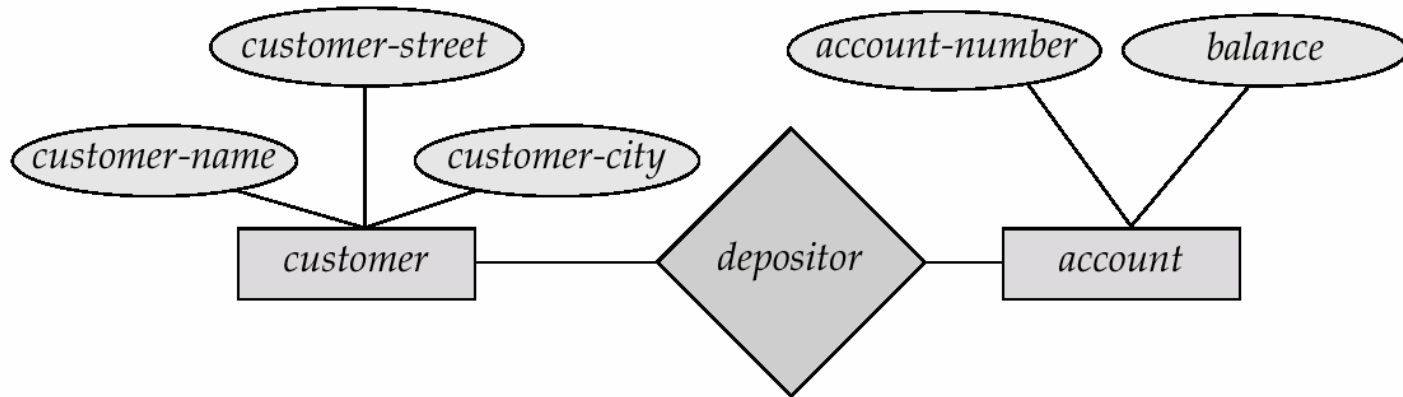 customer-street
account-number
balance
customer-name
customer-city
customer
depositor
account